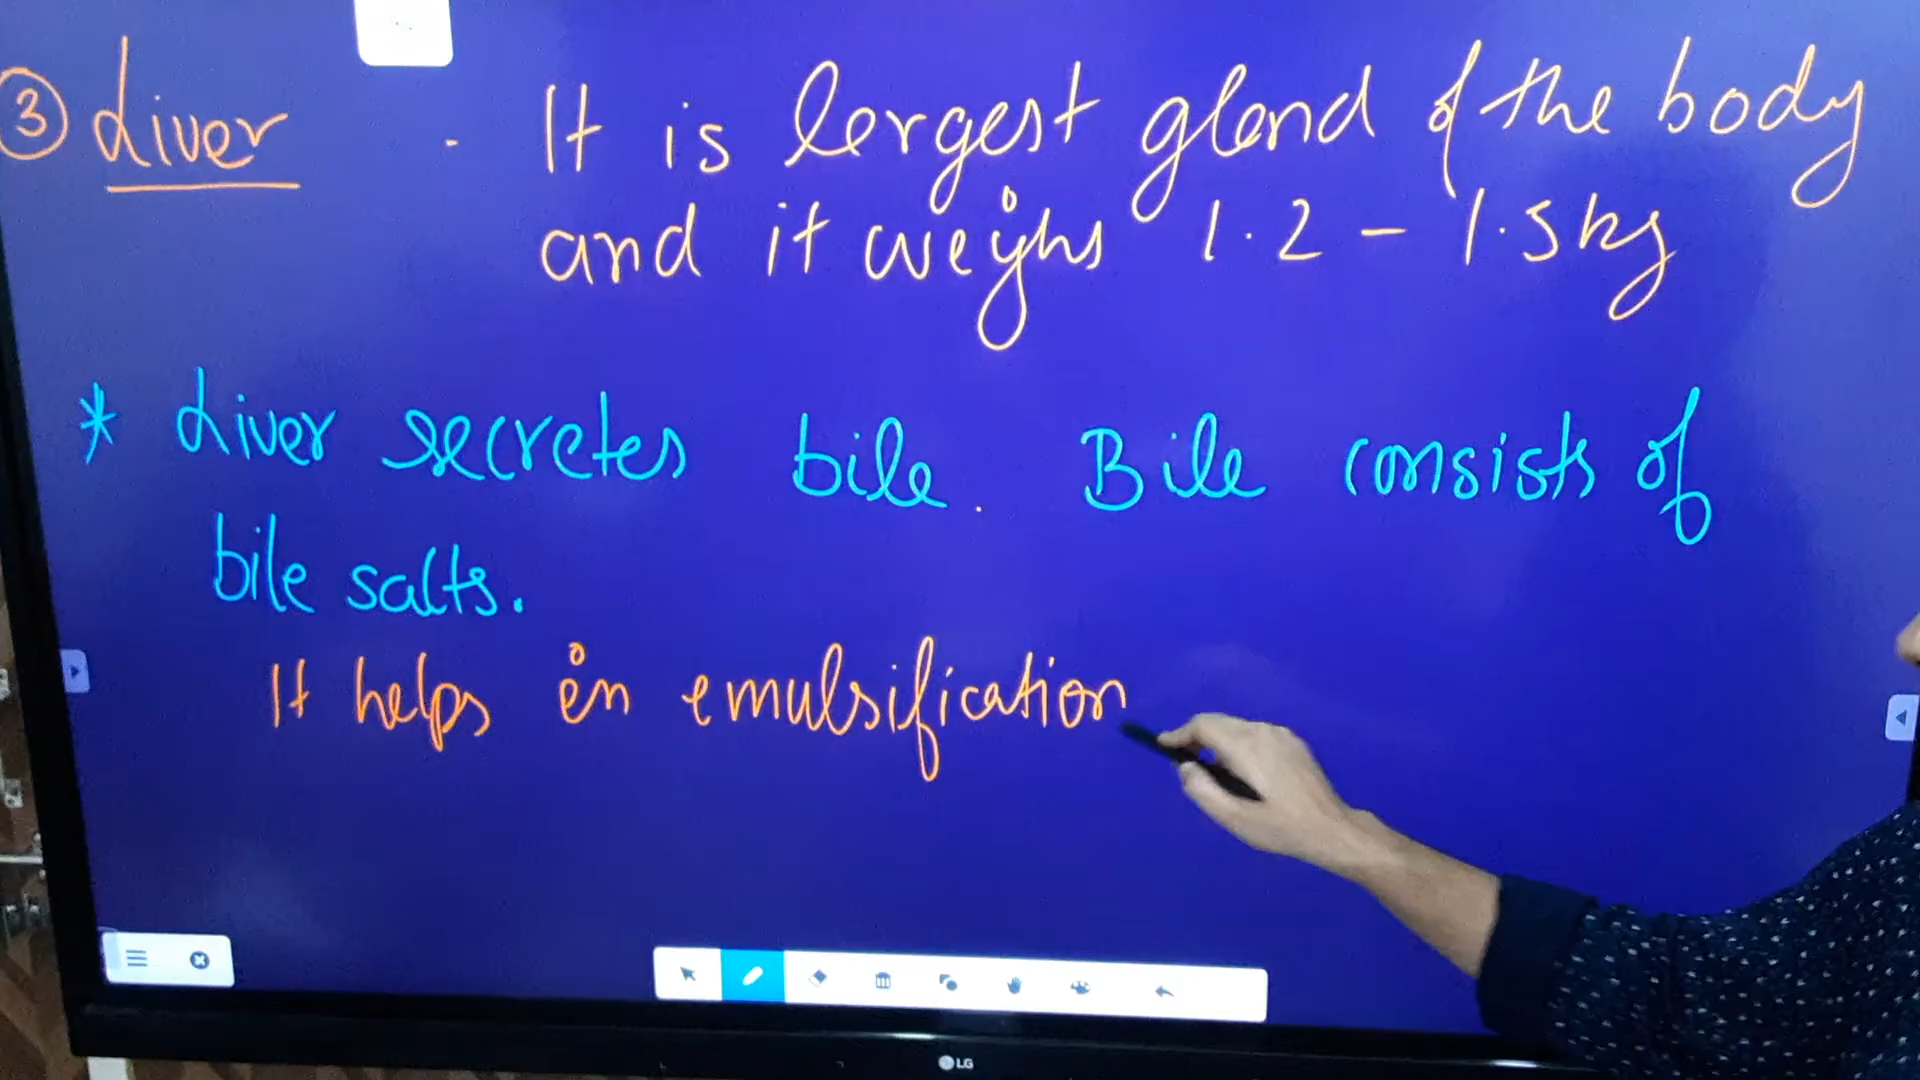 ③ Liver - It is largest gland of the body
and it weighs 1.2 - 1.5 kg
* Liver secretes bile. Bile consists of
bile salts.
It helps in emulsification
LG